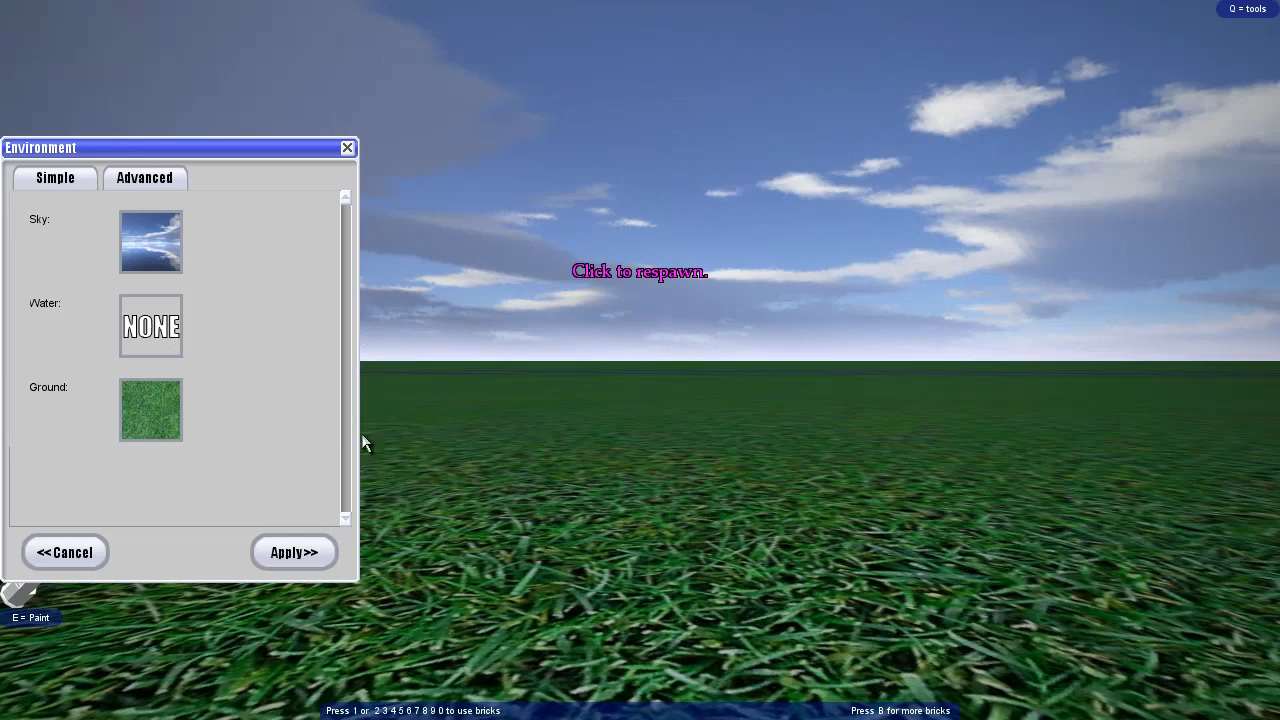 Q = tools
Environment
Simple
Advanced
Sky:
Water:
NONE
Ground:
Click to respawn.
<<Cancel
Apply>>
E = Paint
Press 1 or 2 3 4 5 6 7 8 9 0 to use bricks
Press B for more bricks